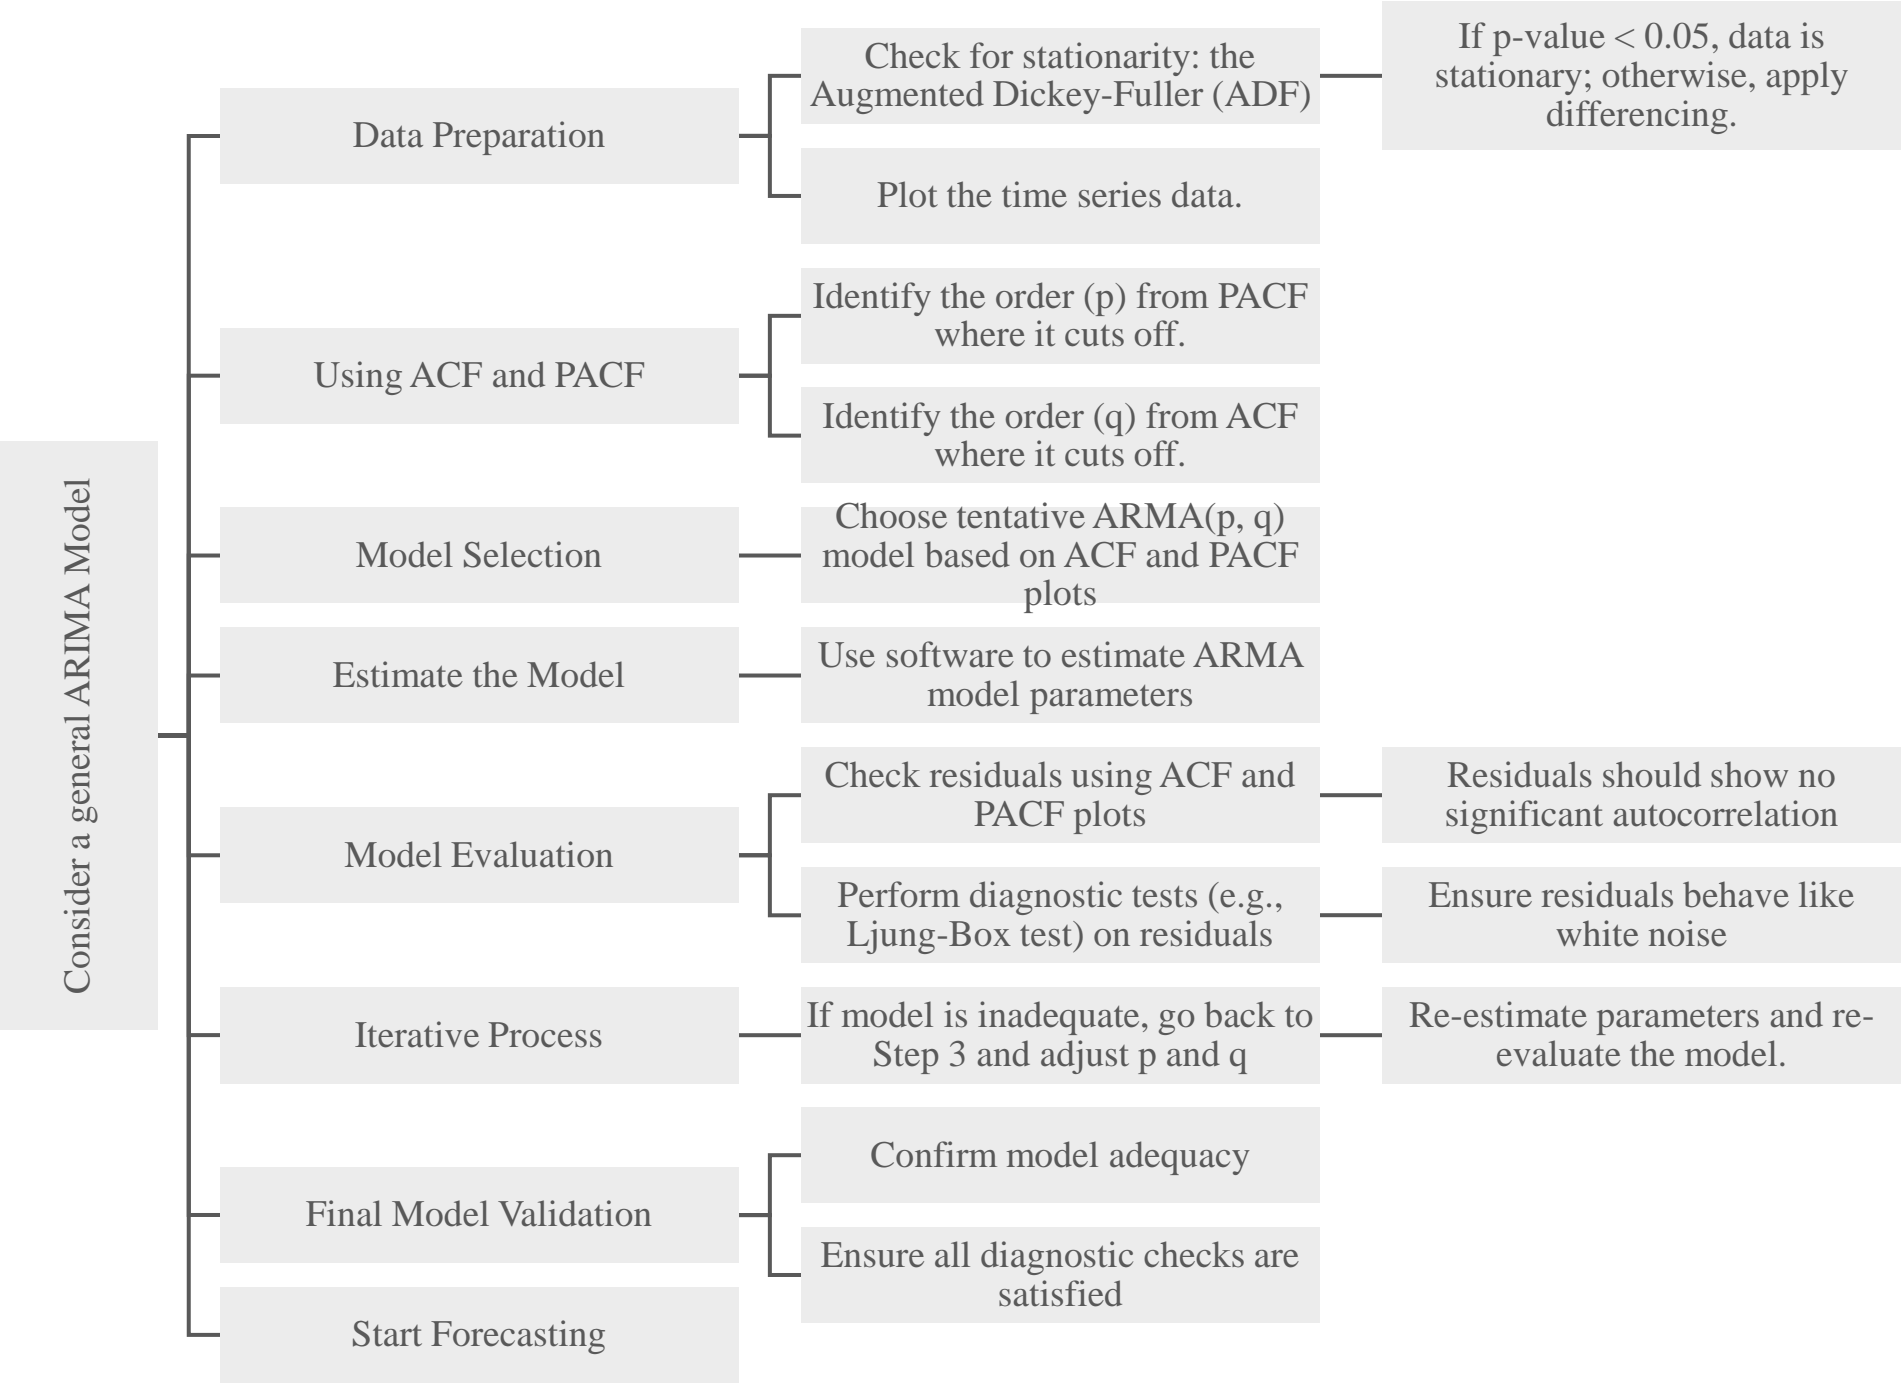 Consider a general ARIMA Model
Data Preparation
Check for stationarity: the
Augmented Dickey-Fuller (ADF)
If p-value < 0.05, data is
stationary; otherwise, apply
differencing.
Plot the time series data.
Using ACF and PACF
Identify the order (p) from PACF
where it cuts off.
Identify the order (q) from ACF
where it cuts off.
Model Selection
Choose tentative ARMA(p, q)
model based on ACF and PACF
plots
Estimate the Model
Use software to estimate ARMA
model parameters
Model Evaluation
Check residuals using ACF and
PACF plots
Residuals should show no
significant autocorrelation
Perform diagnostic tests (e.g.,
Ljung-Box test) on residuals
Ensure residuals behave like
white noise
Iterative Process
If model is inadequate, go back to
Step 3 and adjust p and q
Re-estimate parameters and re-
evaluate the model.
Final Model Validation
Confirm model adequacy
Ensure all diagnostic checks are
satisfied
Start Forecasting